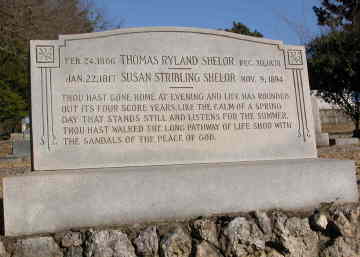 FEB. 24, 1806 THOMAS RYLAND SHELOR DEC. 30, 1878
JAN. 22, 1817 SUSAN STRIBLING SHELOR NOV. 9, 1894
THOU HAST GONE HOME AT EVENING AND LIFE HAS ROUNDED
OUT ITS FOUR SCORE YEARS, LIKE THE CALM OF A SPRING
DAY THAT STANDS STILL AND LISTENS FOR THE SUMMER.
THOU HAST WALKED THE LONG PATHWAY OF LIFE SHOD WITH
THE SANDALS OF THE PEACE OF GOD.